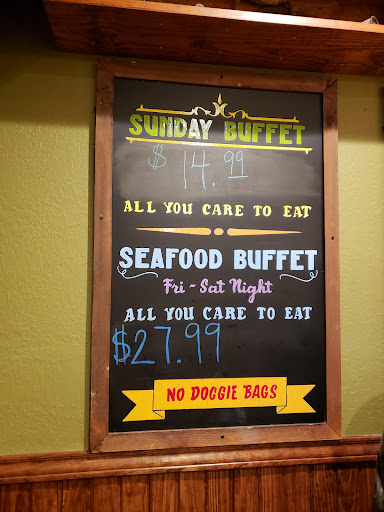 SUNDAY BUFFET
$ 14.99
ALL YOU CARE TO EAT
SEAFOOD BUFFET
Fri ~ Sat Night
ALL YOU CARE TO EAT
$27.99
NO DOGGIE BAGS